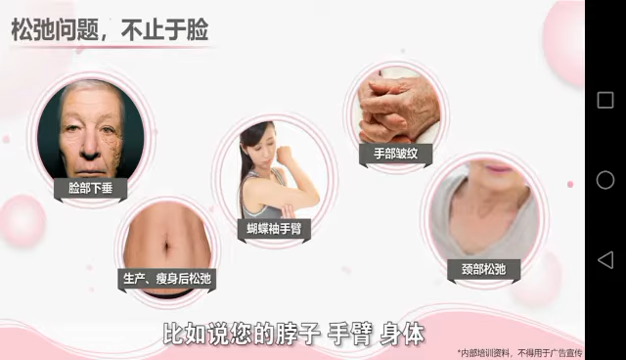 松弛问题，不止于脸
手部皱纹
脸部下垂
蝴蝶袖手臂
颈部松弛
生产、瘦身后松弛
比如说您的脖子 手臂 身体
*内部培训资料，不得用于广告宣传